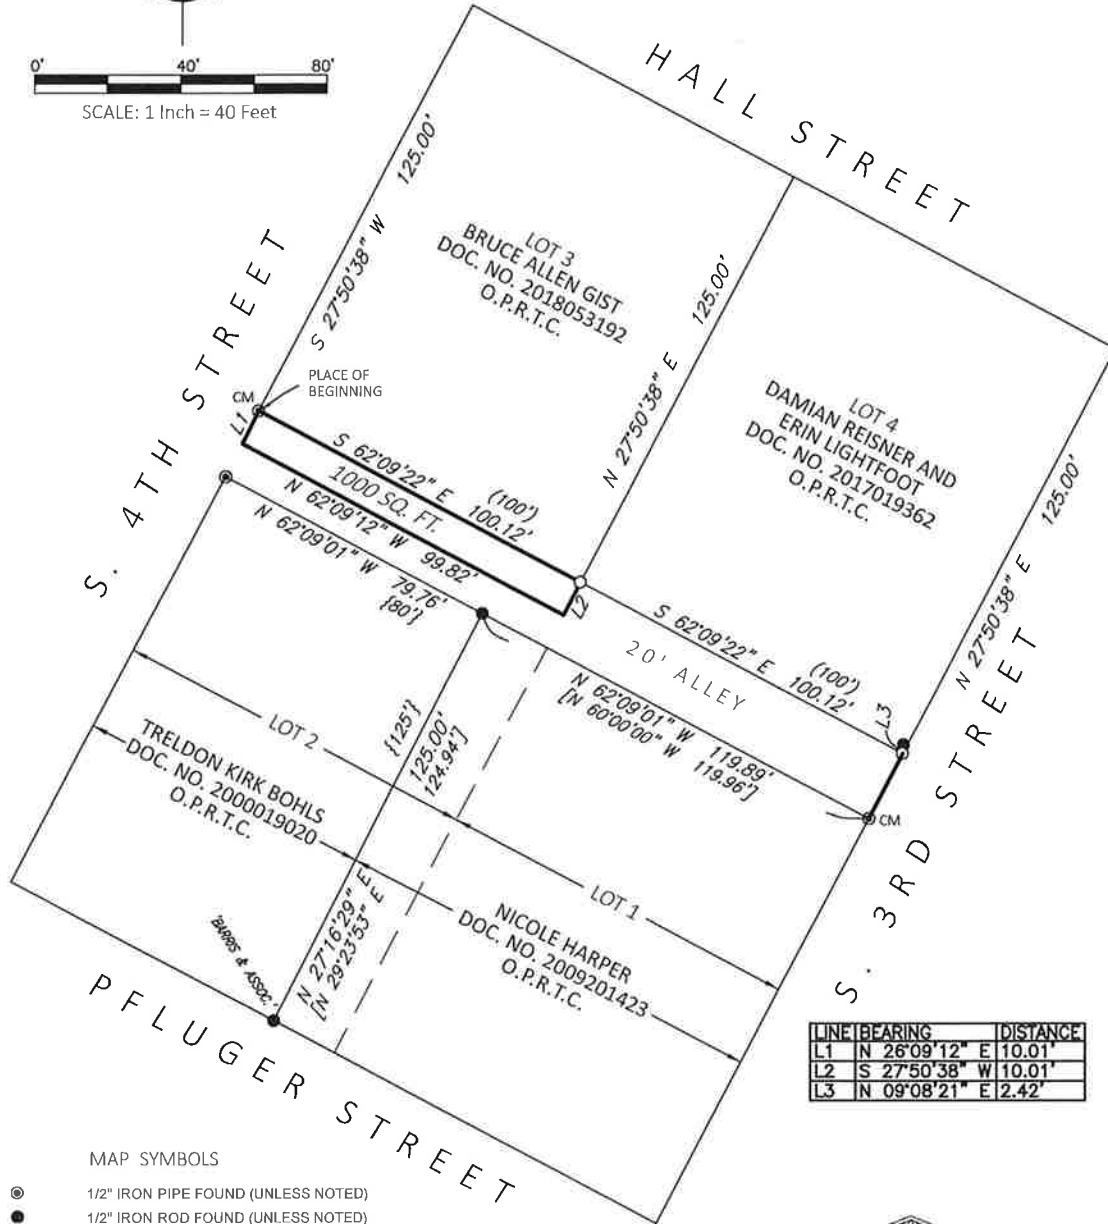 0' 40' 80'
SCALE: 1 Inch = 40 Feet
HALL STREET
S. 4TH STREET
S 27°50'38" W 125.00'
LOT 3
BRUCE ALLEN GIST
DOC. NO. 2018053192
O.P.R.T.C.
N 27°50'38" E 125.00'
LOT 4
DAMIAN REISNER AND
ERIN LIGHTFOOT
DOC. NO. 2017019362
O.P.R.T.C.
N 27°50'38" E 125.00'
PLACE OF
BEGINNING
CM
L1
(100')
S 62°09'22" E 100.12'
1000 SQ. FT.
N 62°09'12" W 99.82'
L2
N 62°09'01" W 79.76'
{80'}
(100')
S 62°09'22" E 100.12'
L3
20' ALLEY
N 62°09'01" W 119.89'
[N 60°00'00" W 119.96']
CM
S. 3RD STREET
LOT 2
TRELDON KIRK BOHLS
DOC. NO. 2000019020
O.P.R.T.C.
{125'}
125.00'
124.94']
N 27°16'29" E
[N 29°23'53" E
LOT 1
NICOLE HARPER
DOC. NO. 2009201423
O.P.R.T.C.
"BARRIS & ASSOC."
PFLUGER STREET
LINE BEARING DISTANCE
L1 N 26°09'12" E 10.01'
L2 S 27°50'38" W 10.01'
L3 N 09°08'21" E 2.42'
MAP SYMBOLS
1/2" IRON PIPE FOUND (UNLESS NOTED)
1/2" IRON ROD FOUND (UNLESS NOTED)